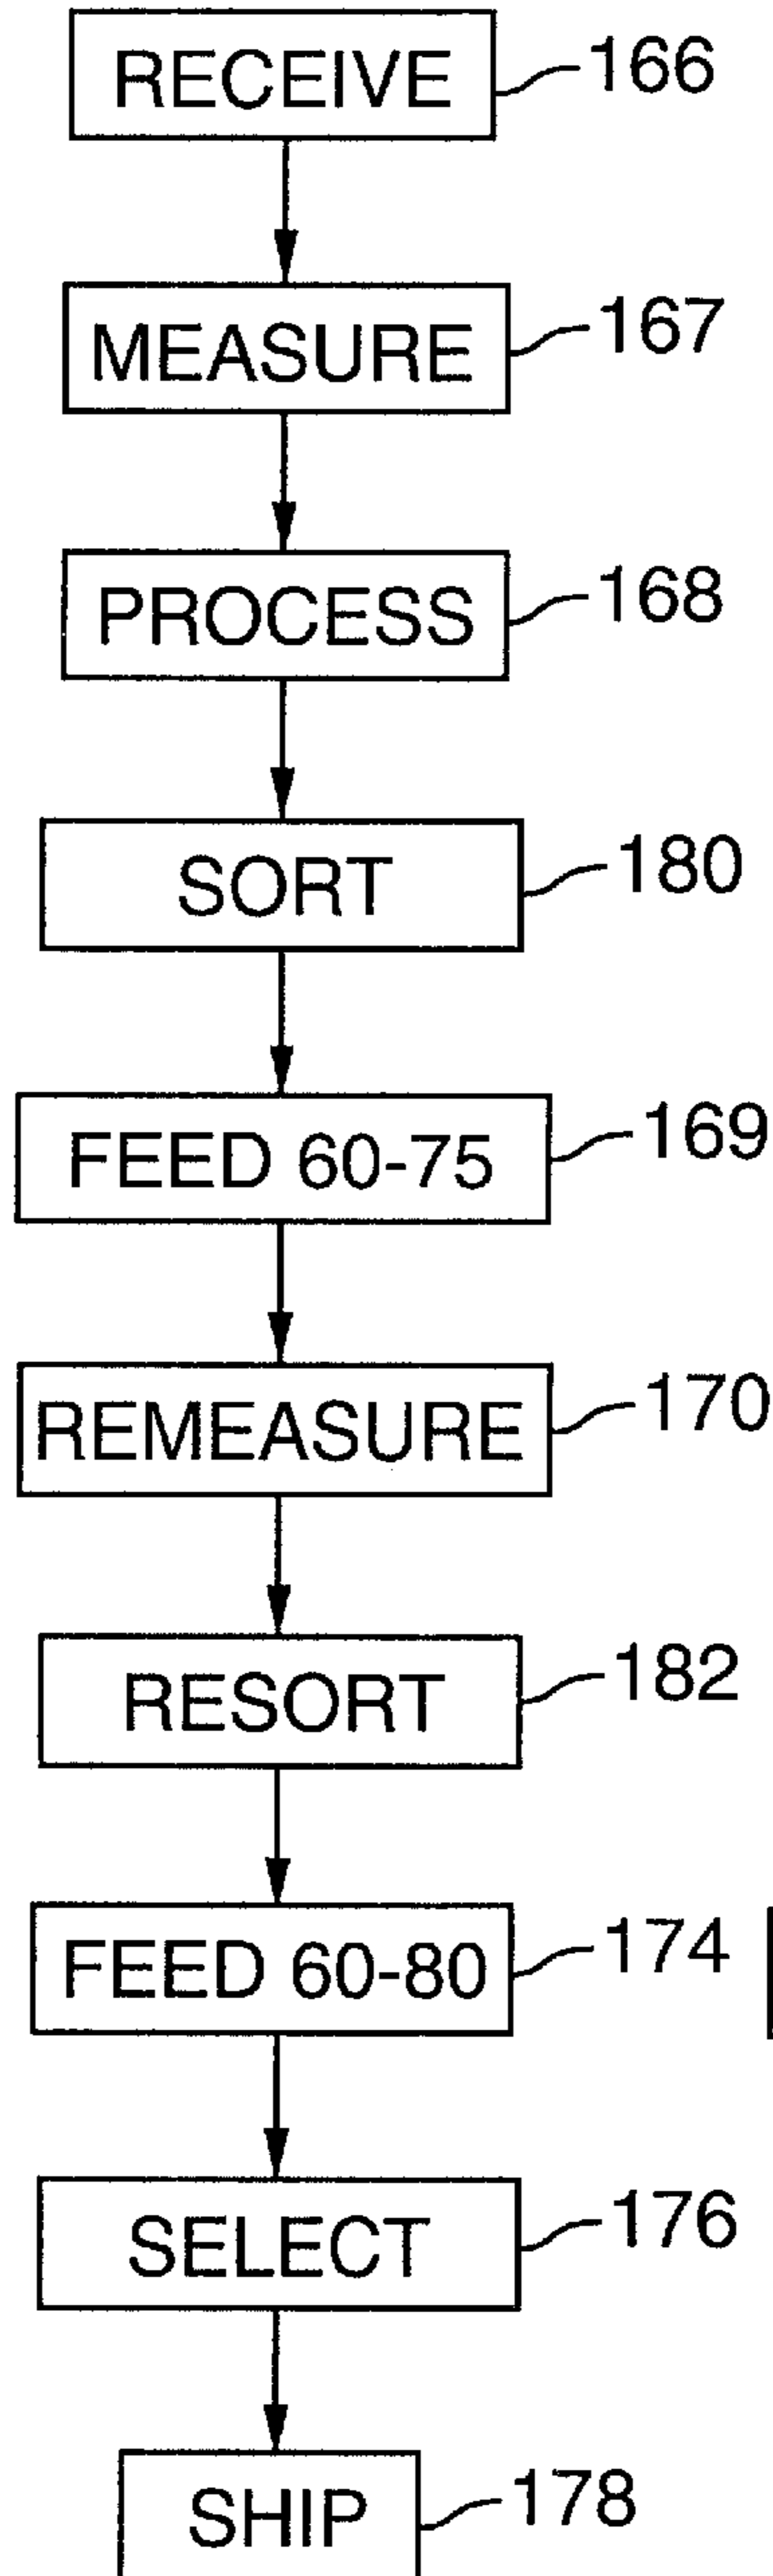 RECEIVE 166
MEASURE 167
PROCESS 168
SORT 180
FEED 60-75 169
REMEASURE 170
RESORT 182
FEED 60-80 174
SELECT 176
SHIP 178